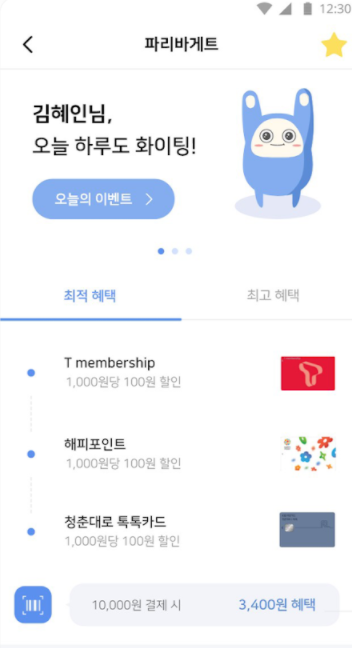 12:30
파리바게트
김혜인님,
오늘 하루도 화이팅!
오늘의 이벤트
최적 혜택
최고 혜택
T membership
1,000원당 100원 할인
해피포인트
1,000원당 100원 할인
청춘대로 톡톡카드
1,000원당 100원 할인
10,000원 결제 시
3,400원 혜택